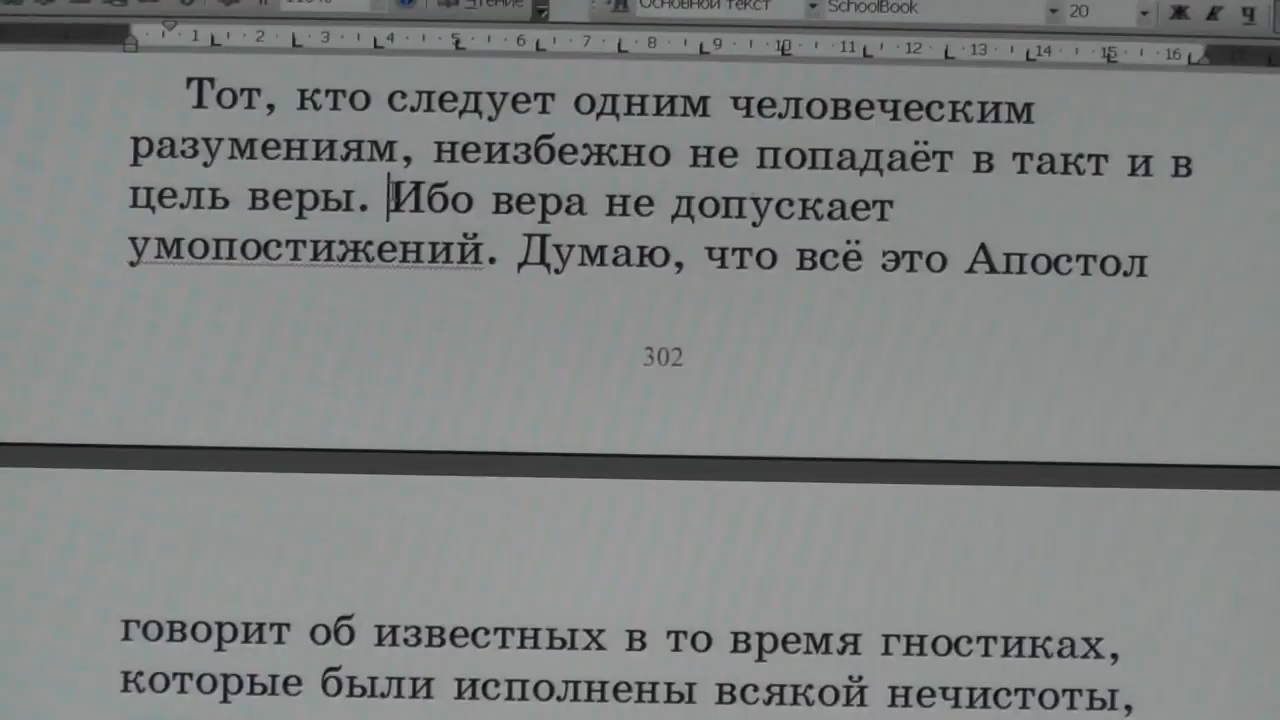 Основной текст SchoolBook 20 Ж К Ч
1 2 3 4 5 6 7 8 9 10 11 12 13 14 15 16
Тот, кто следует одним человеческим
разумениям, неизбежно не попадаёт в такт и в
цель веры. Ибо вера не допускает
умопостижений. Думаю, что всё это Апостол
302
говорит об известных в то время гностиках,
которые были исполнены всякой нечистоты,